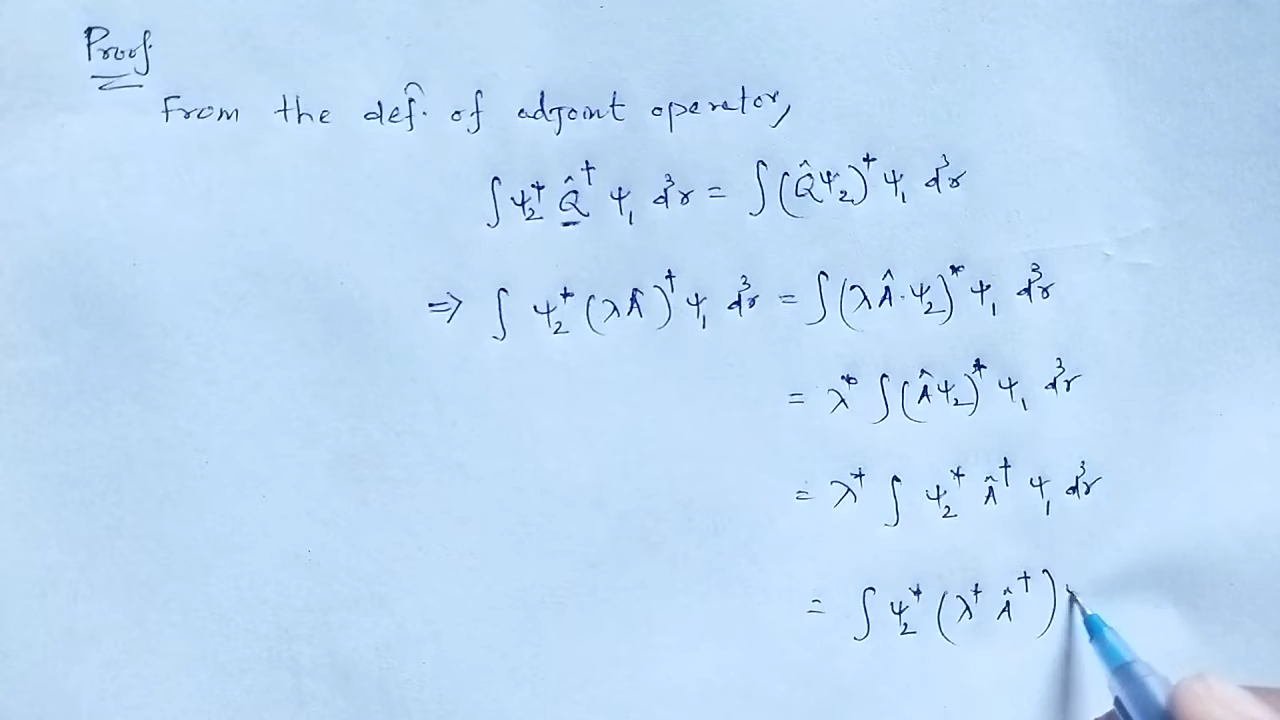 Proof
From the def. of adjoint operator,
∫ψ₂* Q̂† ψ₁ d³r = ∫(Q̂ψ₂)* ψ₁ d³r
⇒ ∫ ψ₂* (λÂ)† ψ₁ d³r = ∫(λÂ·ψ₂)* ψ₁ d³r
= λ* ∫(Âψ₂)* ψ₁ d³r
= λ* ∫ ψ₂* Â† ψ₁ d³r
= ∫ ψ₂* (λ* Â†)